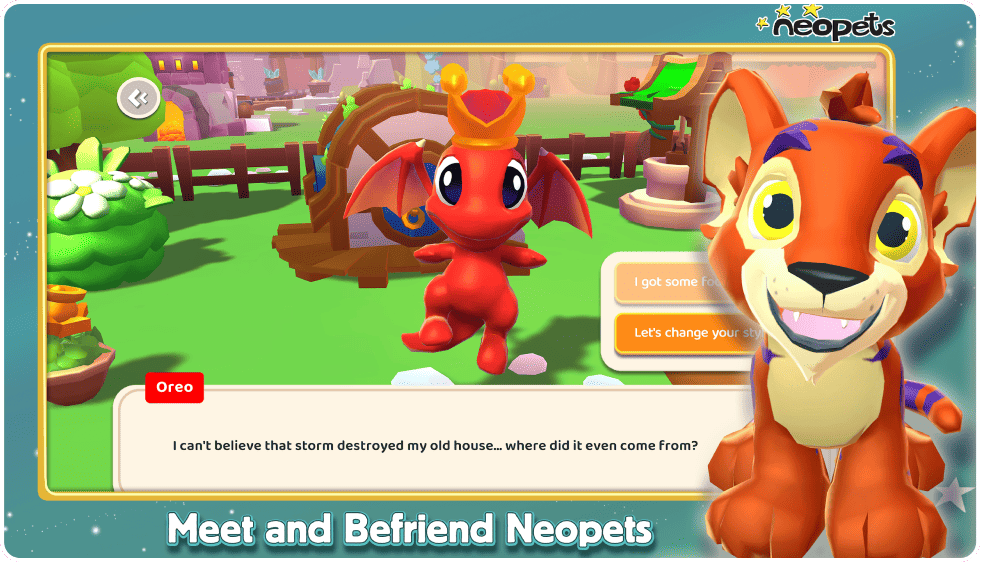 neopets
I got some
Let's change your
Oreo
I can't believe that storm destroyed my old house... where did it even come from?
Meet and Befriend Neopets